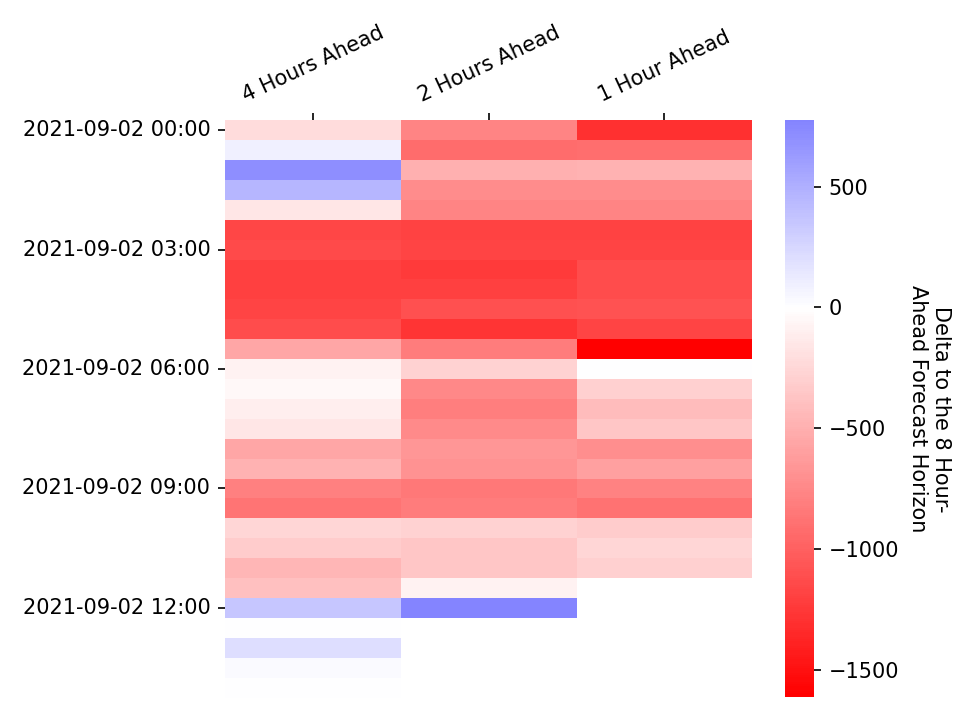 4 Hours Ahead
2 Hours Ahead
1 Hour Ahead
2021-09-02 00:00
2021-09-02 03:00
2021-09-02 06:00
2021-09-02 09:00
2021-09-02 12:00
500
0
−500
−1000
−1500
Delta to the 8 Hour-
Ahead Forecast Horizon